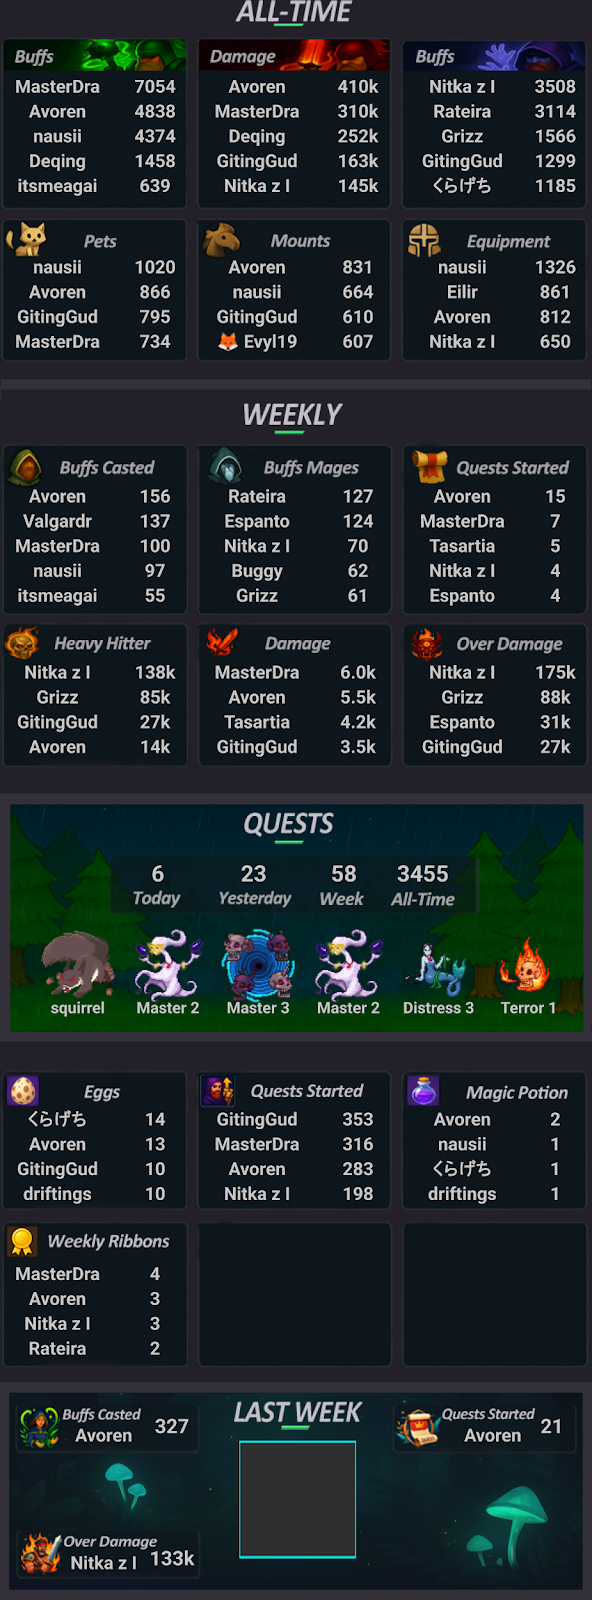 ALL-TIME
Buffs
MasterDra 7054
Avoren 4838
nausii 4374
Deqing 1458
itsmeagai 639
Damage
Avoren 410k
MasterDra 310k
Deqing 252k
GitingGud 163k
Nitka z l 145k
Buffs
Nitka z l 3508
Rateira 3114
Grizz 1566
GitingGud 1299
くらげち 1185
Pets
nausii 1020
Avoren 866
GitingGud 795
MasterDra 734
Mounts
Avoren 831
nausii 664
GitingGud 610
🦊 Evyl19 607
Equipment
nausii 1326
Eilir 861
Avoren 812
Nitka z l 650
WEEKLY
Buffs Casted
Avoren 156
Valgardr 137
MasterDra 100
nausii 97
itsmeagai 55
Buffs Mages
Rateira 127
Espanto 124
Nitka z l 70
Buggy 62
Grizz 61
Quests Started
Avoren 15
MasterDra 7
Tasartia 5
Nitka z l 4
Espanto 4
Heavy Hitter
Nitka z l 138k
Grizz 85k
GitingGud 27k
Avoren 14k
Damage
MasterDra 6.0k
Avoren 5.5k
Tasartia 4.2k
GitingGud 3.5k
Over Damage
Nitka z l 175k
Grizz 88k
Espanto 31k
GitingGud 27k
QUESTS
6 23 58 3455
Today Yesterday Week All-Time
squirrel Master 2 Master 3 Master 2 Distress 3 Terror 1
Eggs
くらげち 14
Avoren 13
GitingGud 10
driftings 10
Quests Started
GitingGud 353
MasterDra 316
Avoren 283
Nitka z l 198
Magic Potion
Avoren 2
nausii 1
くらげち 1
driftings 1
Weekly Ribbons
MasterDra 4
Avoren 3
Nitka z l 3
Rateira 2
LAST WEEK
Buffs Casted
Avoren 327
Quests Started
Avoren 21
Over Damage
Nitka z l 133k